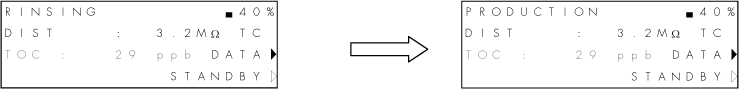 RINSING 40%
DIST : 3.2MΩ TC
TOC : 29 ppb DATA
STANDBY
PRODUCTION 40%
DIST : 3.2MΩ TC
TOC : 29 ppb DATA
STANDBY